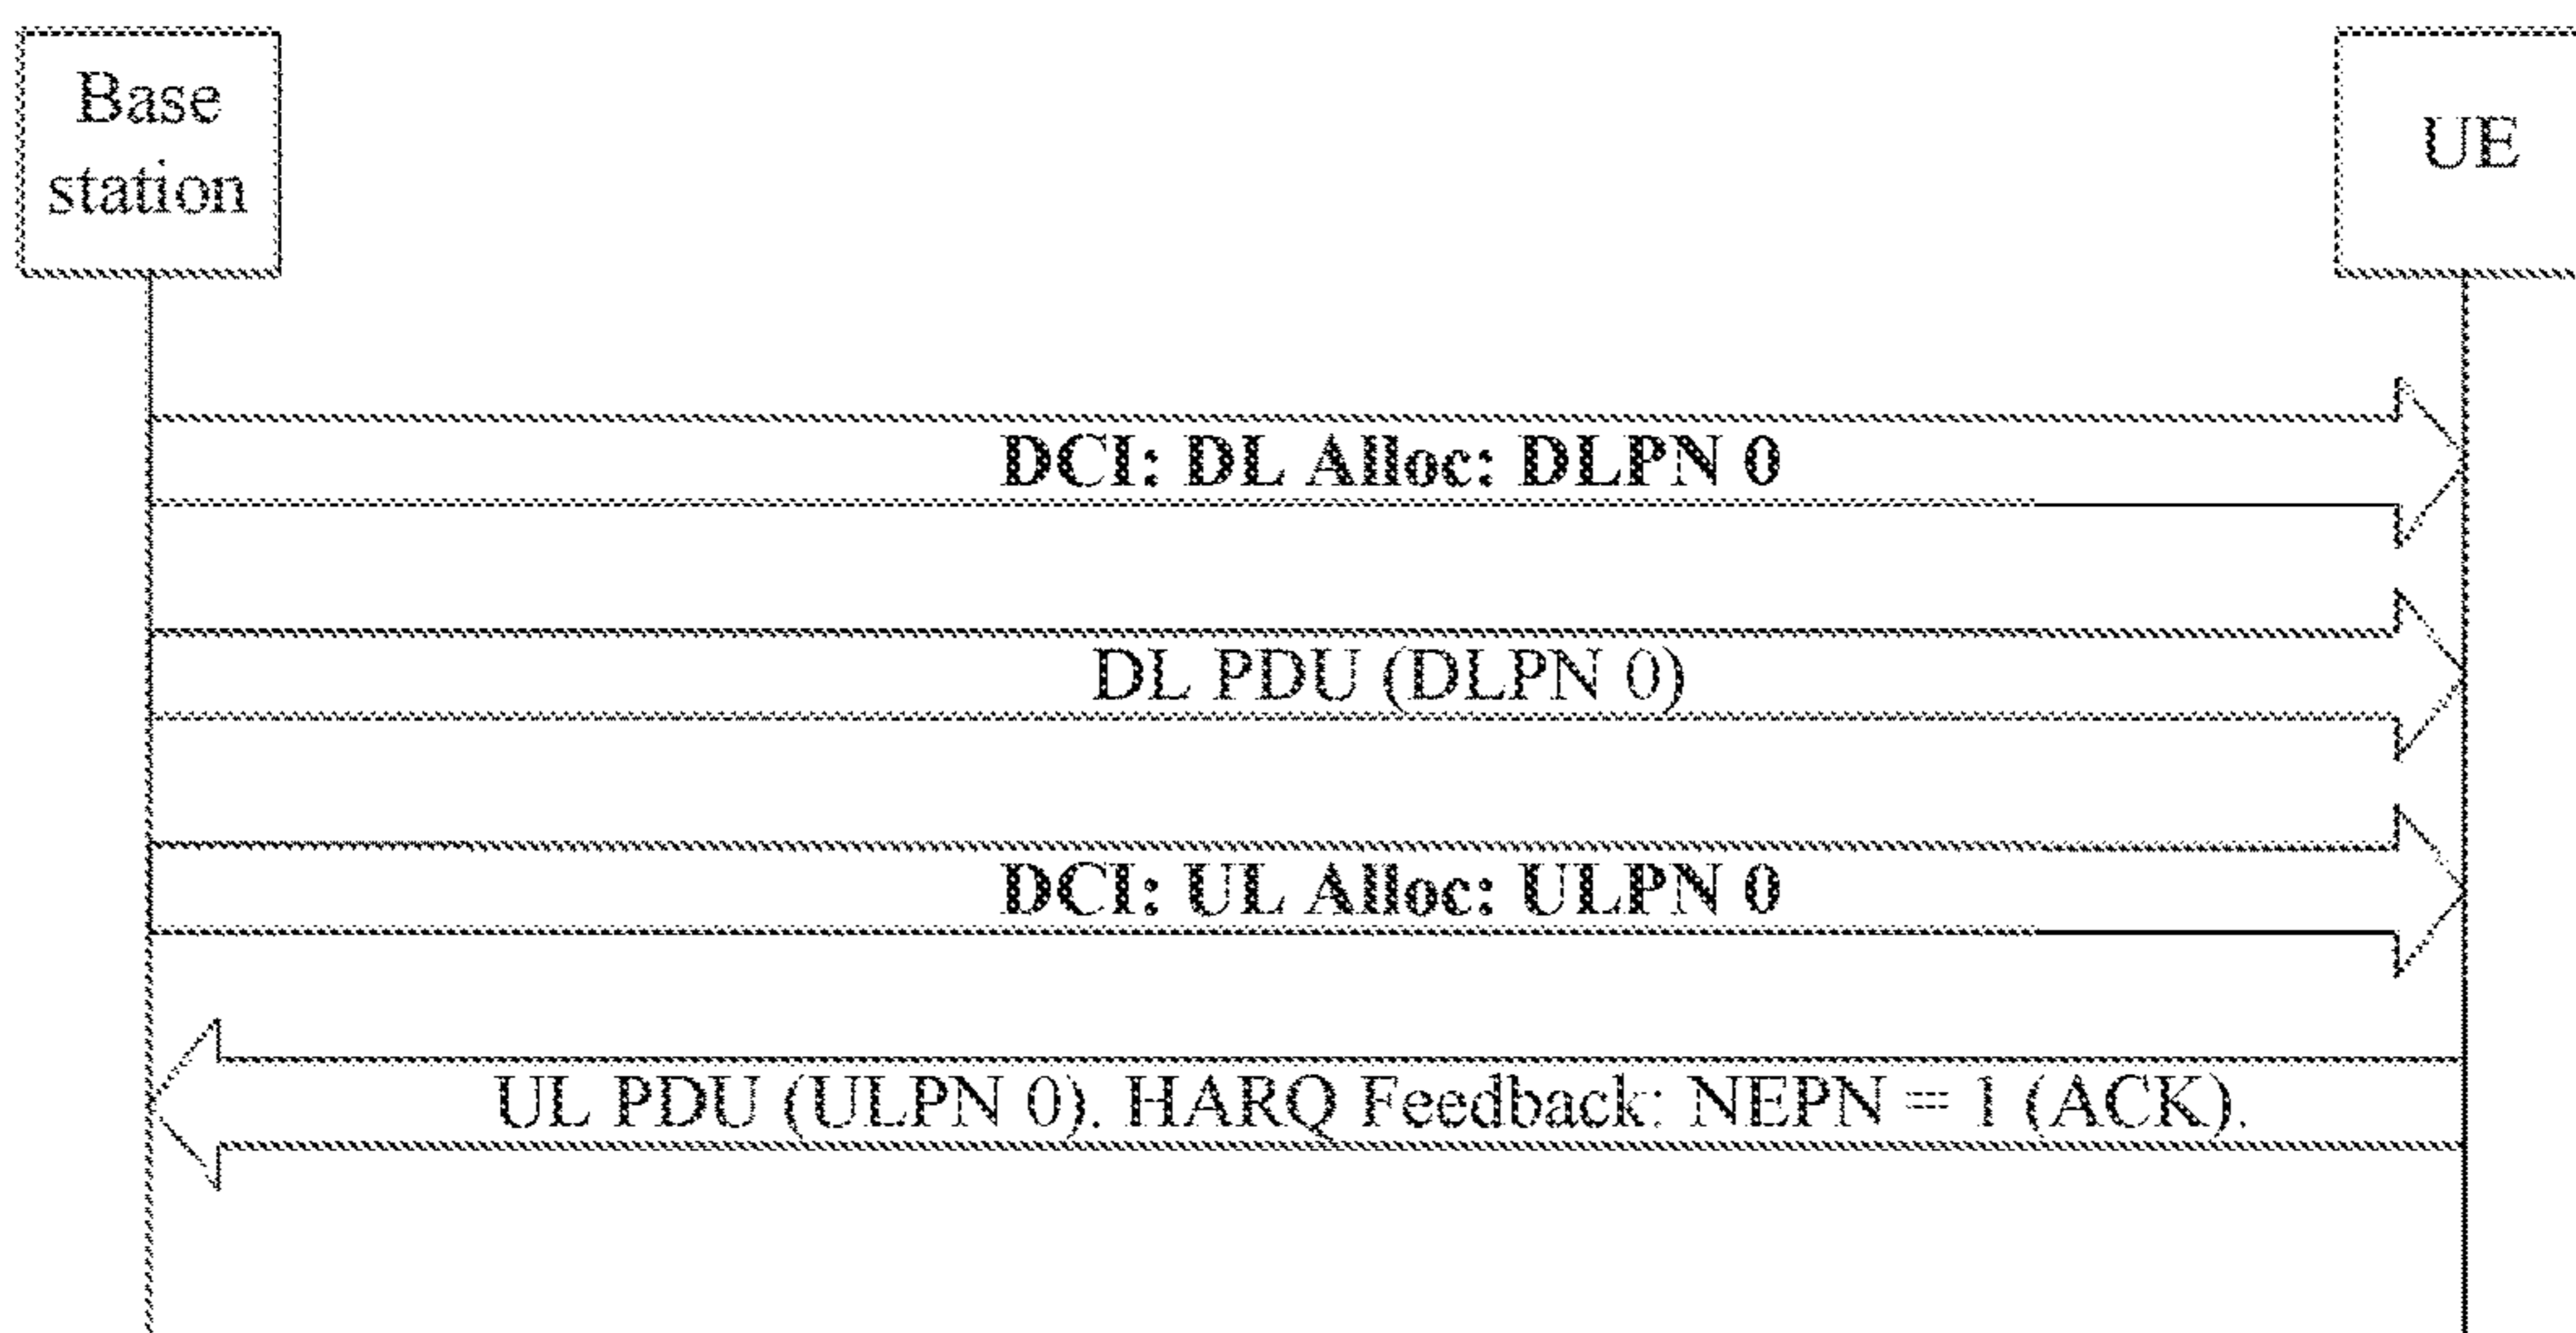 Base
station
UE
DCI: DL Alloc: DLPN 0
DL PDU (DLPN 0)
DCI: UL Alloc: ULPN 0
UL PDU (ULPN 0). HARQ Feedback: NEPN = 1 (ACK).